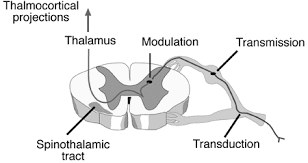 Thalmocortical
projections
Thalamus
Modulation
Transmission
Spinothalamic
tract
Transduction